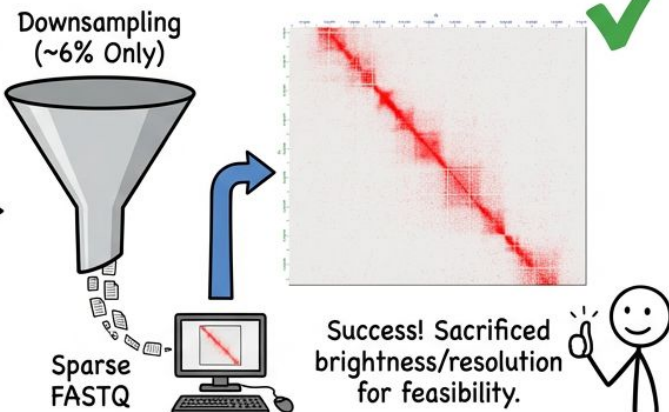 Downsampling
(~6% Only)
Sparse
FASTQ
Success! Sacrificed
brightness/resolution
for feasibility.